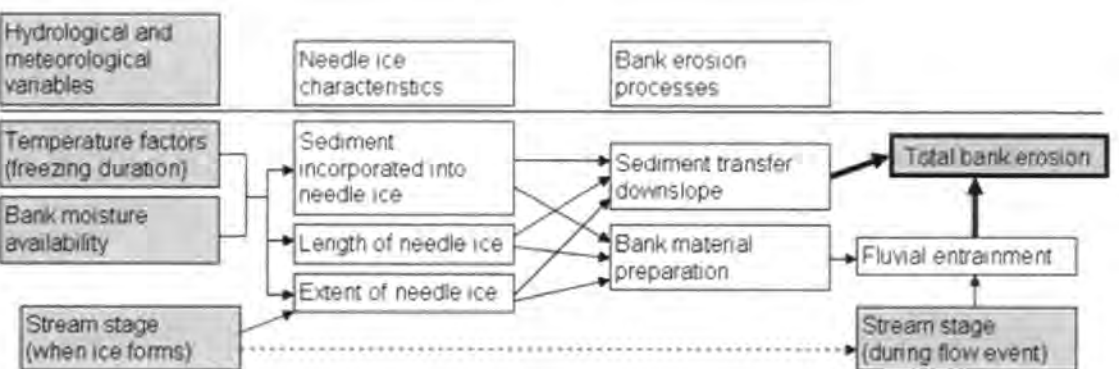 Hydrological and
meteorological
variables
Needle ice
characteristics
Bank erosion
processes
Temperature factors
(freezing duration)
Bank moisture
availability
Stream stage
(when ice forms)
Sediment
incorporated into
needle ice
Length of needle ice
Extent of needle ice
Sediment transfer
downslope
Bank material
preparation
Total bank erosion
Fluvial entrainment
Stream stage
(during flow event)